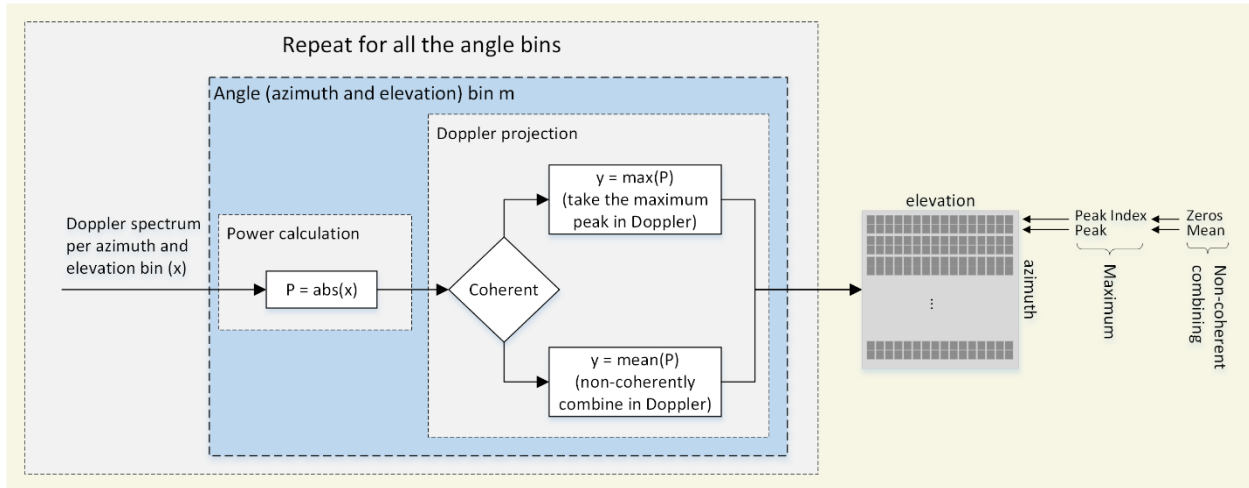 Repeat for all the angle bins
Angle (azimuth and elevation) bin m
Doppler projection
y = max(P)
(take the maximum
peak in Doppler)
Doppler spectrum
per azimuth and
elevation bin (x)
Power calculation
P = abs(x)
Coherent
y = mean(P)
(non-coherently
combine in Doppler)
elevation
azimuth
...
Peak Index
Peak
Zeros
Mean
Maximum
Non-coherent
combining